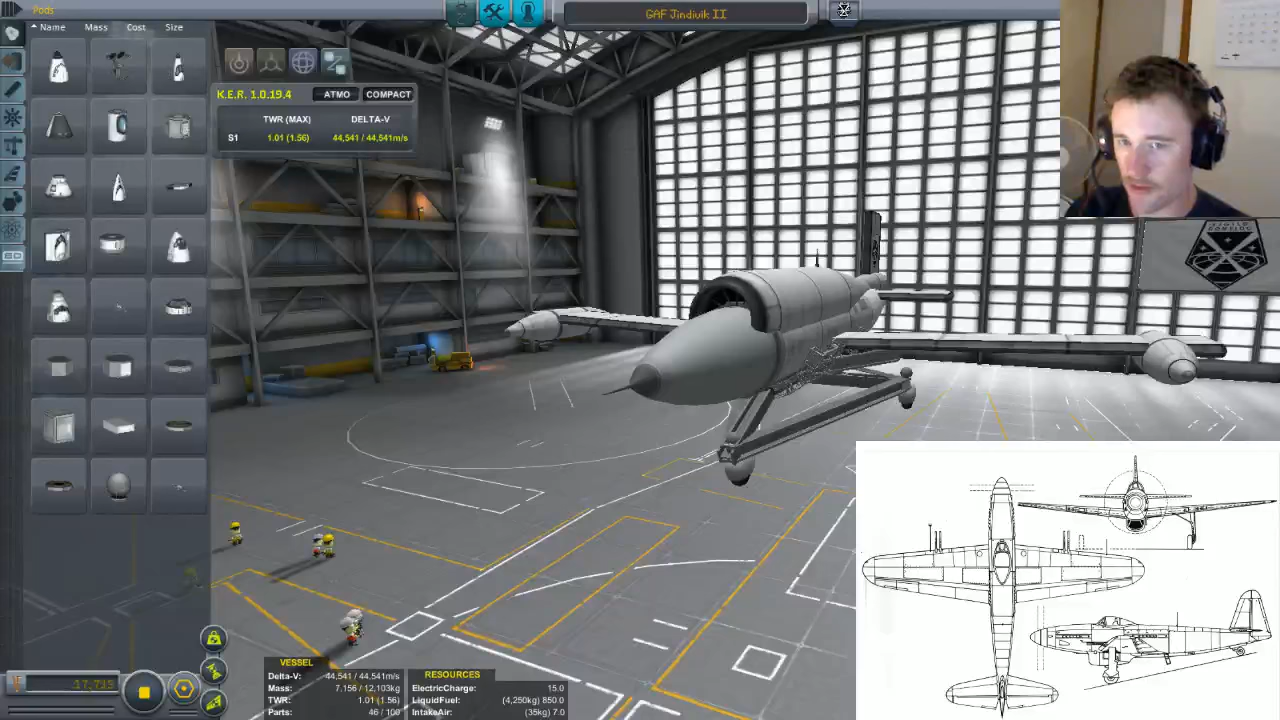 Pods
GAF Jindivik II
Name Mass Cost Size
K.E.R. 1.0.19.4 ATMO COMPACT
TWR (MAX) DELTA-V
S1 1.01 (1.56) 44,541 / 44,541m/s
VESSEL
Delta-V: 44,541 / 44,541m/s
Mass: 7.156 / 12,103kg
TWR: 1.01 (1.56)
Parts: 46 / 100
RESOURCES
ElectricCharge: 15.0
LiquidFuel: (4,250kg) 850.0
IntakeAir: (35kg) 7.0